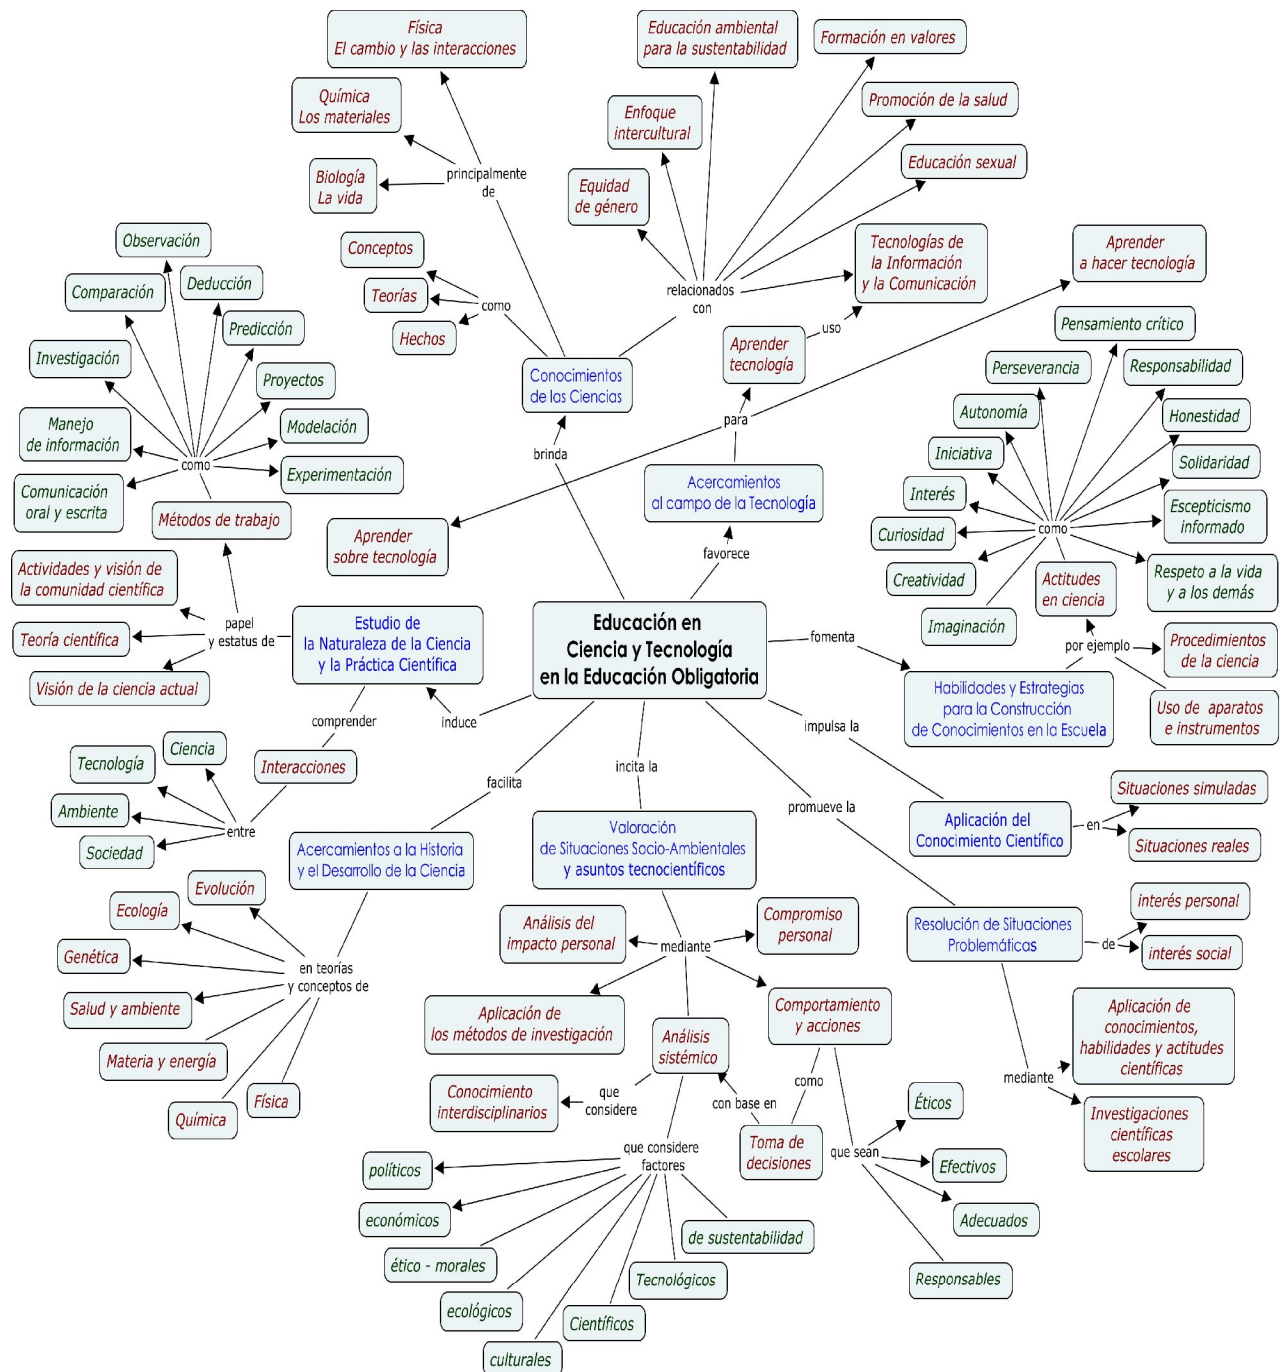 Física
El cambio y las interacciones
Química
Los materiales
Biología
La vida
principalmente
de
Educación ambiental
para la sustentabilidad
Formación en valores
Enfoque
intercultural
Promoción de la salud
Equidad
de género
Educación sexual
Tecnologías de
la Información
y la Comunicación
relacionados
con
Aprender
a hacer tecnología
Conceptos
Teorías
Hechos
como
uso
Aprender
tecnología
Conocimientos
de las Ciencias
para
brinda
Acercamientos
al campo de la Tecnología
favorece
Aprender
sobre tecnología
Observación
Deducción
Comparación
Predicción
Investigación
Proyectos
Manejo
de información
Modelación
como
Experimentación
Comunicación
oral y escrita
Métodos de trabajo
Actividades y visión de
la comunidad científica
papel
y estatus de
Teoría científica
Visión de la ciencia actual
Estudio de
la Naturaleza de la Ciencia
y la Práctica Científica
induce
comprender
Interacciones
Ciencia
Tecnología
Ambiente
entre
Sociedad
Educación en
Ciencia y Tecnología
en la Educación Obligatoria
Pensamiento crítico
Perseverancia
Responsabilidad
Autonomía
Honestidad
Iniciativa
Solidaridad
Interés
Escepticismo
informado
Curiosidad
como
Creatividad
Respeto a la vida
y a los demás
Imaginación
Actitudes
en ciencia
por ejemplo
Procedimientos
de la ciencia
Uso de aparatos
e instrumentos
fomenta
Habilidades y Estrategias
para la Construcción
de Conocimientos en la Escuela
impulsa la
Aplicación del
Conocimiento Científico
en
Situaciones simuladas
Situaciones reales
promueve la
Resolución de Situaciones
Problemáticas
de
interés personal
interés social
mediante
Aplicación de
conocimientos,
habilidades y actitudes
científicas
Investigaciones
científicas
escolares
facilita
Acercamientos a la Historia
y el Desarrollo de la Ciencia
en teorías
y conceptos de
Evolución
Ecología
Genética
Salud y ambiente
Materia y energía
Química
Física
incita la
Valoración
de Situaciones Socio-Ambientales
y asuntos tecnocientíficos
mediante
Análisis del
impacto personal
Compromiso
personal
Aplicación de
los métodos de investigación
Análisis
sistémico
Comportamiento
y acciones
Conocimiento
interdisciplinarios
que
considere
con base en
como
Toma de
decisiones
que sean
Éticos
Efectivos
Adecuados
Responsables
que considere
factores
políticos
económicos
ético - morales
ecológicos
culturales
Científicos
Tecnológicos
de sustentabilidad